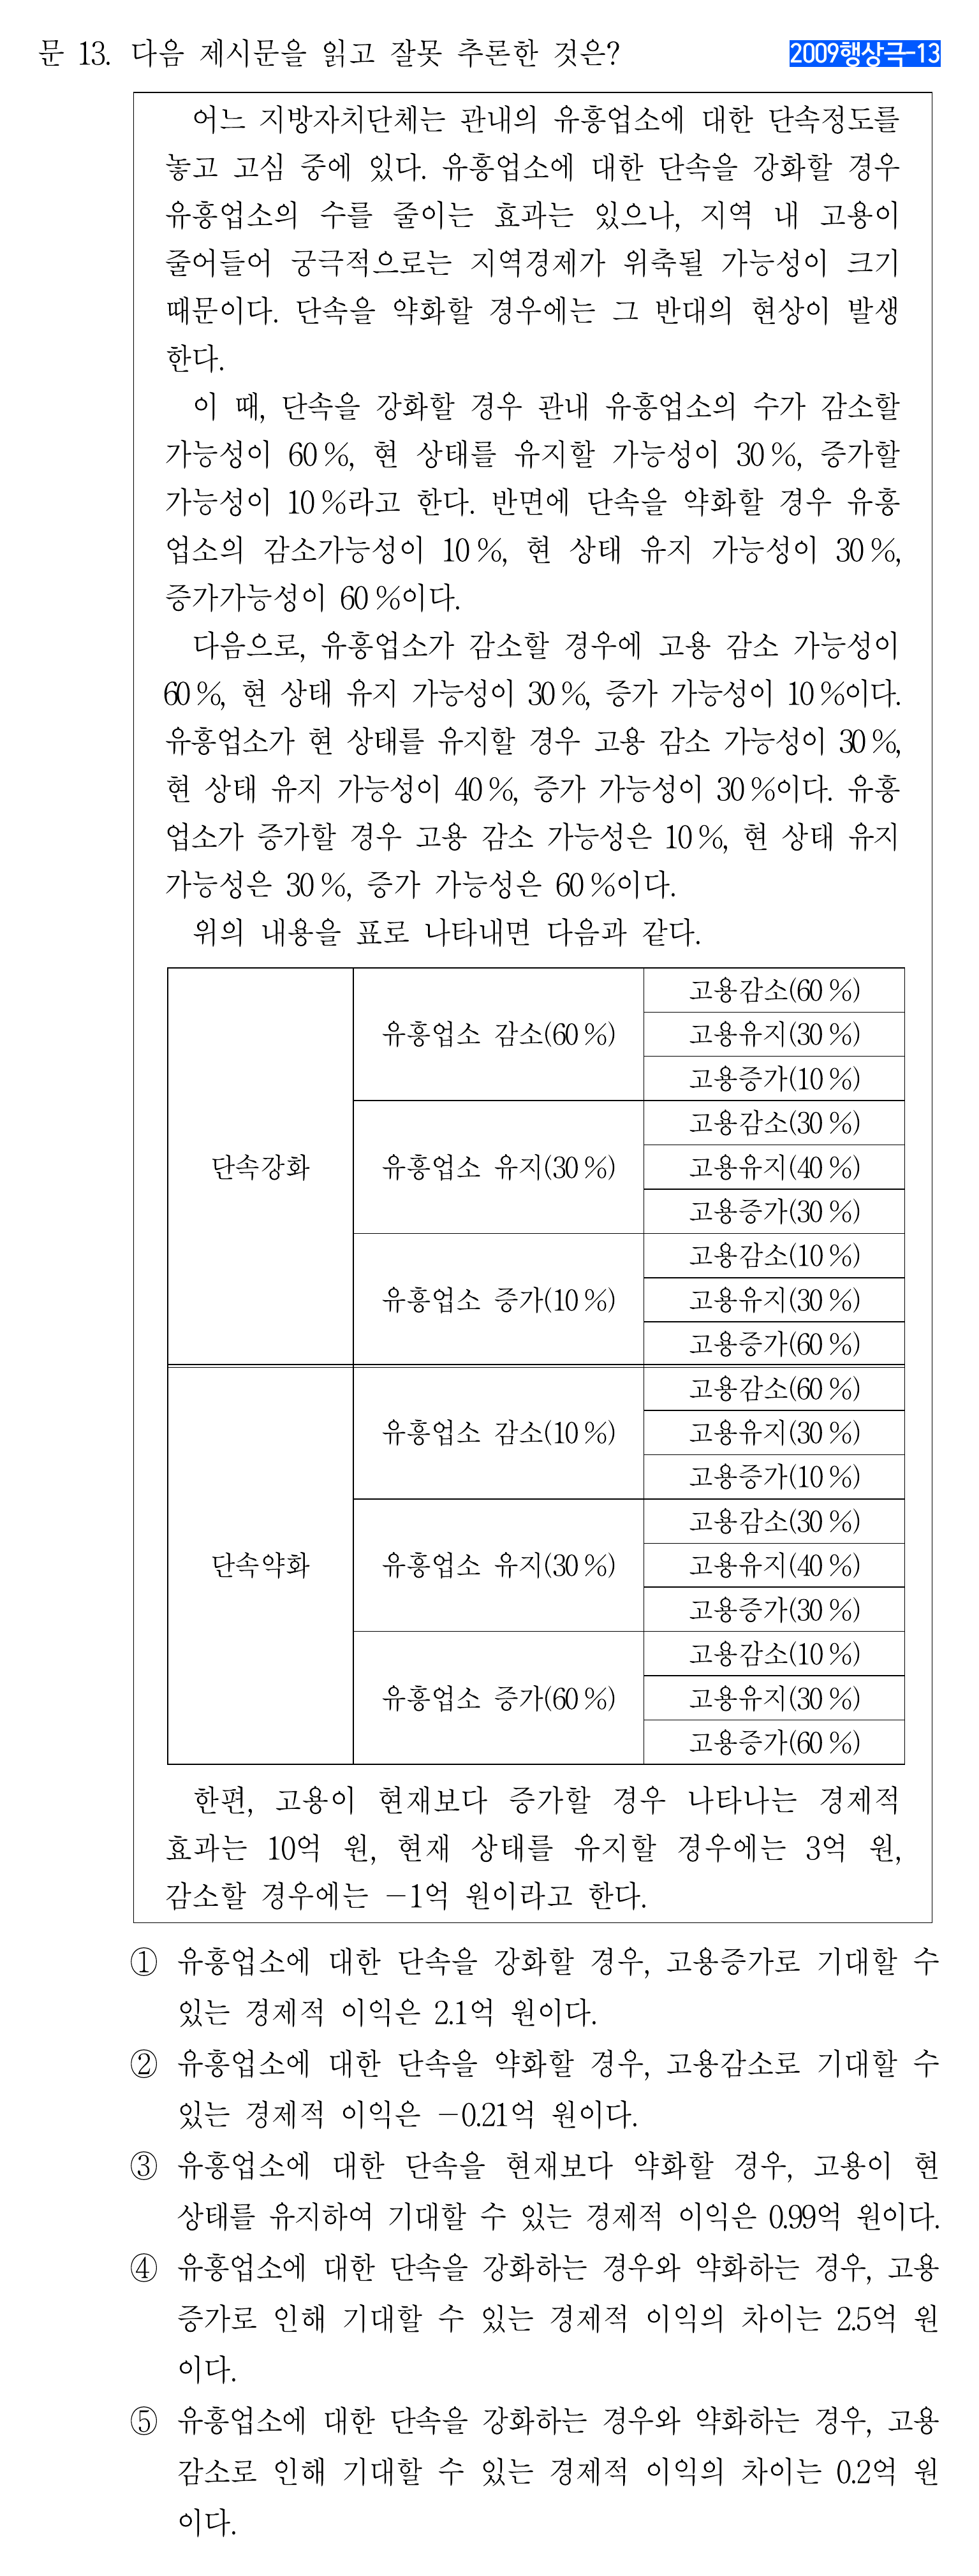 문 13. 다음 제시문을 읽고 잘못 추론한 것은?
2009행상극-13
어느 지방자치단체는 관내의 유흥업소에 대한 단속정도를
놓고 고심 중에 있다. 유흥업소에 대한 단속을 강화할 경우
유흥업소의 수를 줄이는 효과는 있으나, 지역 내 고용이
줄어들어 궁극적으로는 지역경제가 위축될 가능성이 크기
때문이다. 단속을 약화할 경우에는 그 반대의 현상이 발생
한다.
이 때, 단속을 강화할 경우 관내 유흥업소의 수가 감소할
가능성이 60 %, 현 상태를 유지할 가능성이 30 %, 증가할
가능성이 10 %라고 한다. 반면에 단속을 약화할 경우 유흥
업소의 감소가능성이 10 %, 현 상태 유지 가능성이 30 %,
증가가능성이 60 %이다.
다음으로, 유흥업소가 감소할 경우에 고용 감소 가능성이
60 %, 현 상태 유지 가능성이 30 %, 증가 가능성이 10 %이다.
유흥업소가 현 상태를 유지할 경우 고용 감소 가능성이 30 %,
현 상태 유지 가능성이 40 %, 증가 가능성이 30 %이다. 유흥
업소가 증가할 경우 고용 감소 가능성은 10 %, 현 상태 유지
가능성은 30 %, 증가 가능성은 60 %이다.
위의 내용을 표로 나타내면 다음과 같다.
단속강화
유흥업소 감소(60 %)
고용감소(60 %)
고용유지(30 %)
고용증가(10 %)
유흥업소 유지(30 %)
고용감소(30 %)
고용유지(40 %)
고용증가(30 %)
유흥업소 증가(10 %)
고용감소(10 %)
고용유지(30 %)
고용증가(60 %)
단속약화
유흥업소 감소(10 %)
고용감소(60 %)
고용유지(30 %)
고용증가(10 %)
유흥업소 유지(30 %)
고용감소(30 %)
고용유지(40 %)
고용증가(30 %)
유흥업소 증가(60 %)
고용감소(10 %)
고용유지(30 %)
고용증가(60 %)
한편, 고용이 현재보다 증가할 경우 나타나는 경제적
효과는 10억 원, 현재 상태를 유지할 경우에는 3억 원,
감소할 경우에는 −1억 원이라고 한다.
① 유흥업소에 대한 단속을 강화할 경우, 고용증가로 기대할 수
있는 경제적 이익은 2.1억 원이다.
② 유흥업소에 대한 단속을 약화할 경우, 고용감소로 기대할 수
있는 경제적 이익은 −0.21억 원이다.
③ 유흥업소에 대한 단속을 현재보다 약화할 경우, 고용이 현
상태를 유지하여 기대할 수 있는 경제적 이익은 0.99억 원이다.
④ 유흥업소에 대한 단속을 강화하는 경우와 약화하는 경우, 고용
증가로 인해 기대할 수 있는 경제적 이익의 차이는 2.5억 원
이다.
⑤ 유흥업소에 대한 단속을 강화하는 경우와 약화하는 경우, 고용
감소로 인해 기대할 수 있는 경제적 이익의 차이는 0.2억 원
이다.